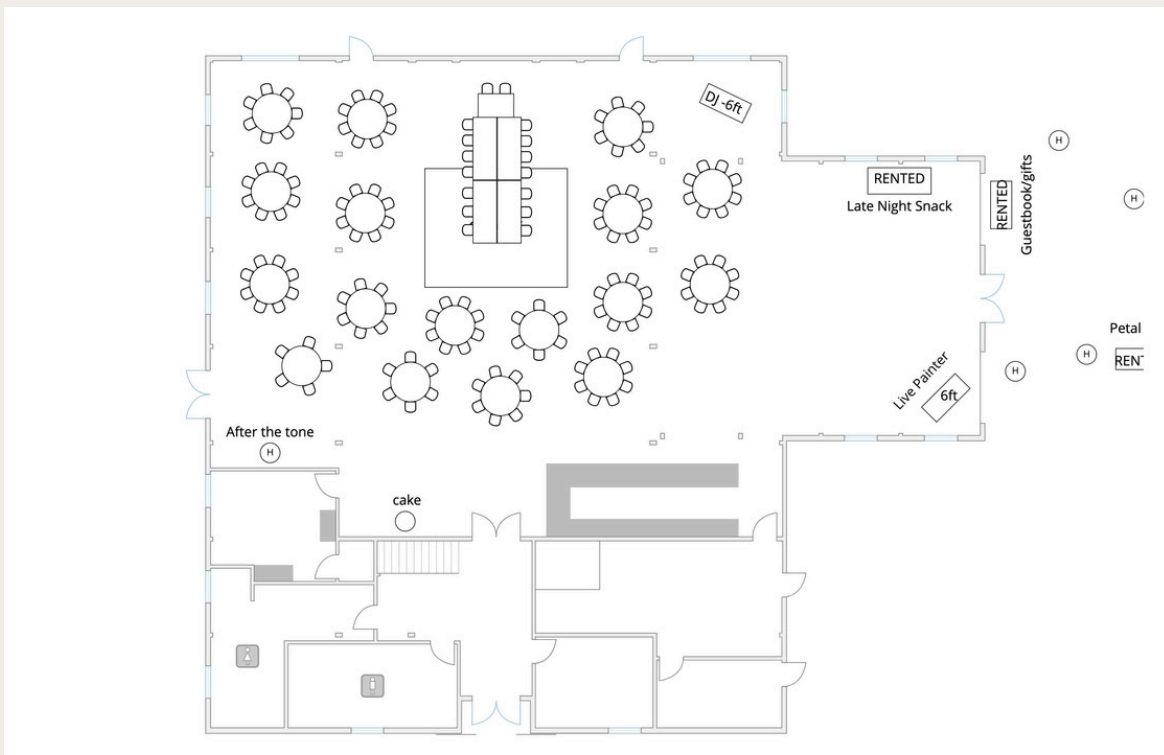 DJ -6ft
H
RENTED
Late Night Snack
RENTED
Guestbook/gifts
H
Petal
H
H
RENT
Live Painter
6ft
After the tone
H
cake